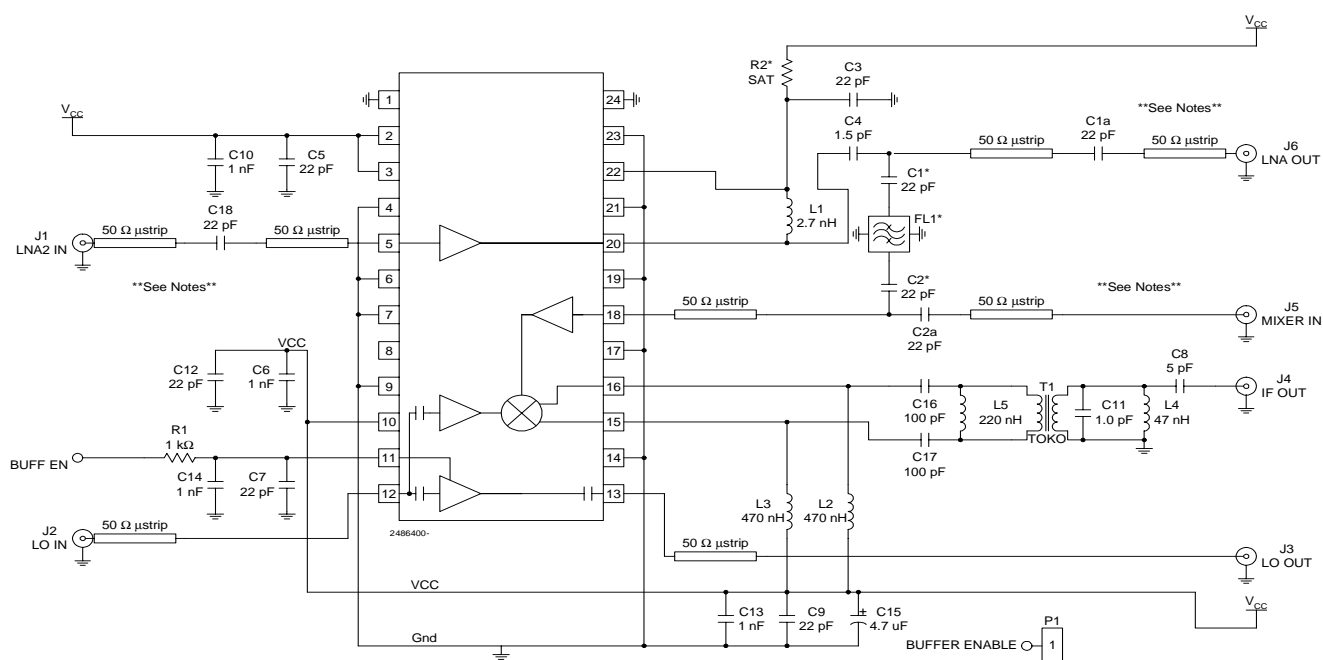 VCC
R2*
SAT
C3
22 pF
1
24
VCC
2
23
C4
1.5 pF
C1a
22 pF
**See Notes**
50 Ω µstrip
50 Ω µstrip
J6
LNA OUT
C10
1 nF
C5
22 pF
3
22
C1*
22 pF
4
21
L1
2.7 nH
FL1*
C18
22 pF
J1
LNA2 IN
50 Ω µstrip
50 Ω µstrip
5
20
6
19
**See Notes**
C2*
22 pF
**See Notes**
7
18
50 Ω µstrip
50 Ω µstrip
J5
MIXER IN
C2a
22 pF
VCC
8
17
C12
22 pF
C6
1 nF
C8
5 pF
9
16
T1
J4
IF OUT
C16
100 pF
L5
220 nH
C11
1.0 pF
L4
47 nH
TOKO
10
15
R1
1 kΩ
C17
100 pF
BUFF EN
11
14
C14
1 nF
C7
22 pF
12
13
L3
470 nH
L2
470 nH
2486400-
J2
LO IN
50 Ω µstrip
50 Ω µstrip
J3
LO OUT
VCC
VCC
C13
1 nF
C9
22 pF
+
C15
4.7 uF
Gnd
P1
BUFFER ENABLE
1